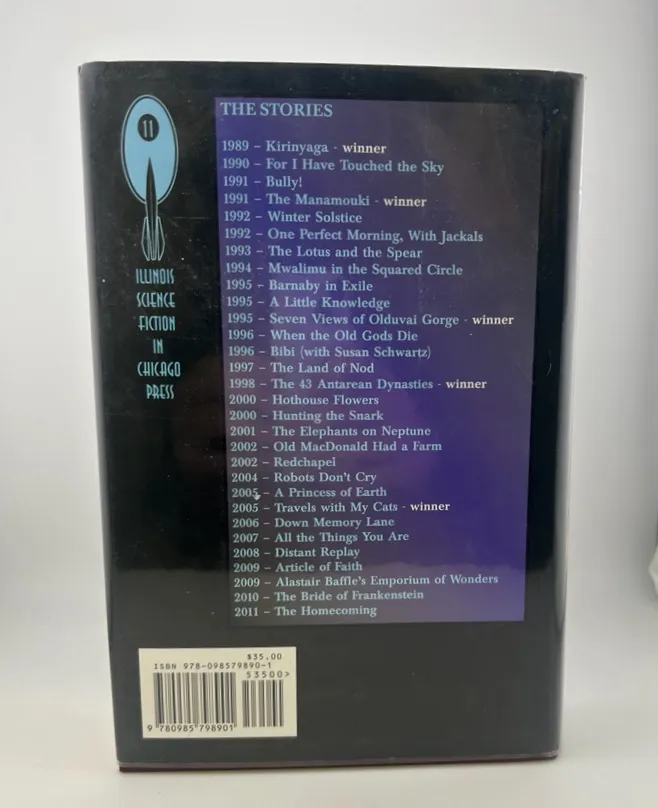 11
ILLINOIS
SCIENCE
FICTION
IN
CHICAGO
PRESS
THE STORIES
1989 – Kirinyaga - winner
1990 – For I Have Touched the Sky
1991 – Bully!
1991 – The Manamouki - winner
1992 – Winter Solstice
1992 – One Perfect Morning, With Jackals
1993 – The Lotus and the Spear
1994 – Mwalimu in the Squared Circle
1995 – Barnaby in Exile
1995 – A Little Knowledge
1995 – Seven Views of Olduvai Gorge - winner
1996 – When the Old Gods Die
1996 – Bibi (with Susan Schwartz)
1997 – The Land of Nod
1998 – The 43 Antarean Dynasties - winner
2000 – Hothouse Flowers
2000 – Hunting the Snark
2001 – The Elephants on Neptune
2002 – Old MacDonald Had a Farm
2002 – Redchapel
2004 – Robots Don't Cry
2005 – A Princess of Earth
2005 – Travels with My Cats - winner
2006 – Down Memory Lane
2007 – All the Things You Are
2008 – Distant Replay
2009 – Article of Faith
2009 – Alastair Baffle's Emporium of Wonders
2010 – The Bride of Frankenstein
2011 – The Homecoming
$35.00
ISBN 978-098579890-1
53500>
9 780985 798901